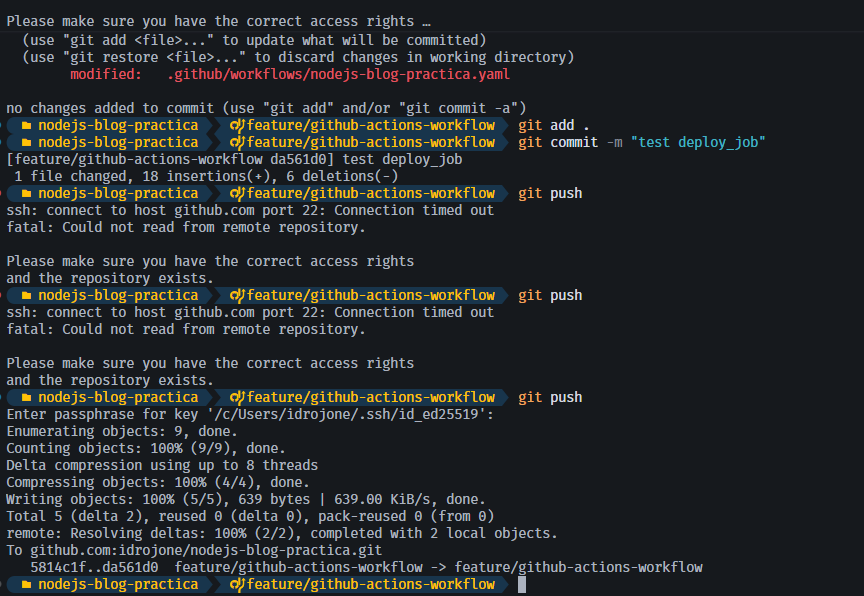 Please make sure you have the correct access rights …
(use "git add <file>..." to update what will be committed)
(use "git restore <file>..." to discard changes in working directory)
modified: .github/workflows/nodejs-blog-practica.yaml
no changes added to commit (use "git add" and/or "git commit -a")
nodejs-blog-practica feature/github-actions-workflow git add .
nodejs-blog-practica feature/github-actions-workflow git commit -m "test deploy_job"
[feature/github-actions-workflow da561d0] test deploy_job
1 file changed, 18 insertions(+), 6 deletions(-)
nodejs-blog-practica feature/github-actions-workflow git push
ssh: connect to host github.com port 22: Connection timed out
fatal: Could not read from remote repository.
Please make sure you have the correct access rights
and the repository exists.
nodejs-blog-practica feature/github-actions-workflow git push
ssh: connect to host github.com port 22: Connection timed out
fatal: Could not read from remote repository.
Please make sure you have the correct access rights
and the repository exists.
nodejs-blog-practica feature/github-actions-workflow git push
Enter passphrase for key '/c/Users/idrojone/.ssh/id_ed25519':
Enumerating objects: 9, done.
Counting objects: 100% (9/9), done.
Delta compression using up to 8 threads
Compressing objects: 100% (4/4), done.
Writing objects: 100% (5/5), 639 bytes | 639.00 KiB/s, done.
Total 5 (delta 2), reused 0 (delta 0), pack-reused 0 (from 0)
remote: Resolving deltas: 100% (2/2), completed with 2 local objects.
To github.com:idrojone/nodejs-blog-practica.git
5814c1f..da561d0 feature/github-actions-workflow -> feature/github-actions-workflow
nodejs-blog-practica feature/github-actions-workflow